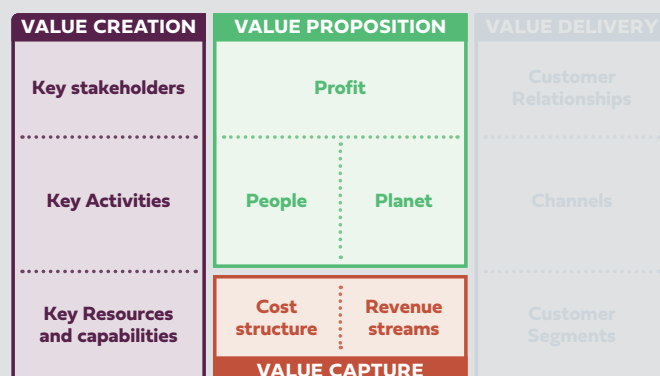 VALUE CREATION
Key stakeholders
Key Activities
Key Resources
and capabilities
VALUE PROPOSITION
Profit
People
Planet
Cost
structure
Revenue
streams
VALUE CAPTURE
VALUE DELIVERY
Customer
Relationships
Channels
Customer
Segments